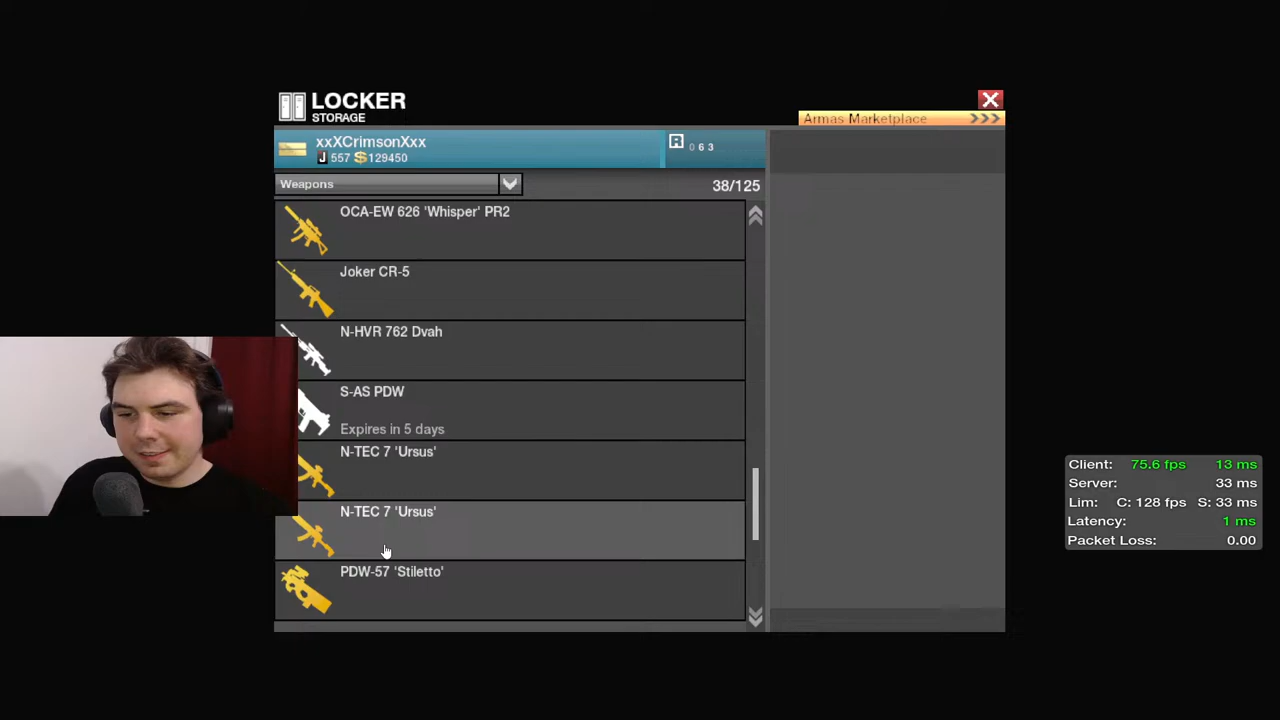 LOCKER
STORAGE
Armas Marketplace >>>
xxXCrimsonXxx
J 557 $129450
R 063
Weapons
38/125
OCA-EW 626 'Whisper' PR2
Joker CR-5
N-HVR 762 Dvah
S-AS PDW
Expires in 5 days
N-TEC 7 'Ursus'
N-TEC 7 'Ursus'
PDW-57 'Stiletto'
Client: 75.6 fps 13 ms
Server: 33 ms
Lim: C: 128 fps S: 33 ms
Latency: 1 ms
Packet Loss: 0.00